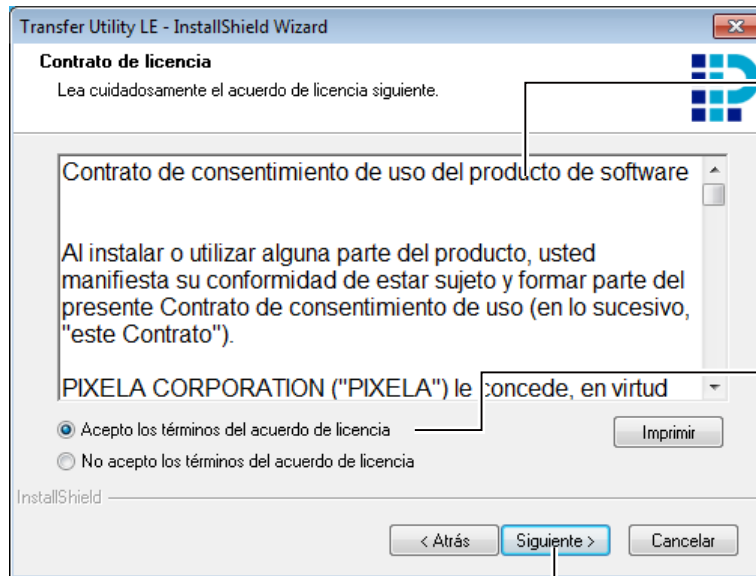 Transfer Utility LE - InstallShield Wizard
Contrato de licencia
Lea cuidadosamente el acuerdo de licencia siguiente.
Contrato de consentimiento de uso del producto de software
Al instalar o utilizar alguna parte del producto, usted
manifiesta su conformidad de estar sujeto y formar parte del
presente Contrato de consentimiento de uso (en lo sucesivo,
"este Contrato").
PIXELA CORPORATION ("PIXELA") le concede, en virtud
Acepto los términos del acuerdo de licencia
Imprimir
No acepto los términos del acuerdo de licencia
InstallShield
< Atrás Siguiente > Cancelar